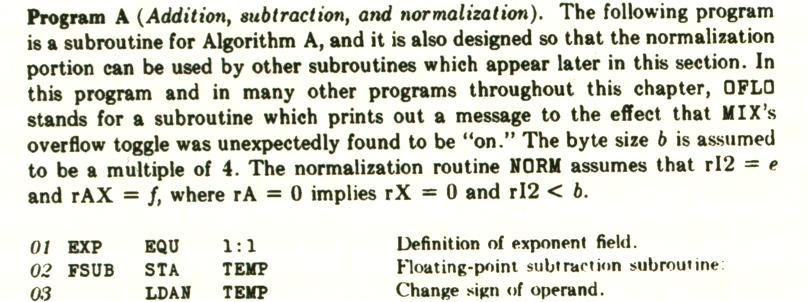 Program A (Addition, subtraction, and normalization). The following program
is a subroutine for Algorithm A, and it is also designed so that the normalization
portion can be used by other subroutines which appear later in this section. In
this program and in many other programs throughout this chapter, OFLO
stands for a subroutine which prints out a message to the effect that MIX's
overflow toggle was unexpectedly found to be "on." The byte size b is assumed
to be a multiple of 4. The normalization routine NORM assumes that rI2 = e
and rAX = f, where rA = 0 implies rX = 0 and rI2 < b.
01 EXP EQU 1:1 Definition of exponent field.
02 FSUB STA TEMP Floating-point subtraction subroutine:
03 LDAN TEMP Change sign of operand.